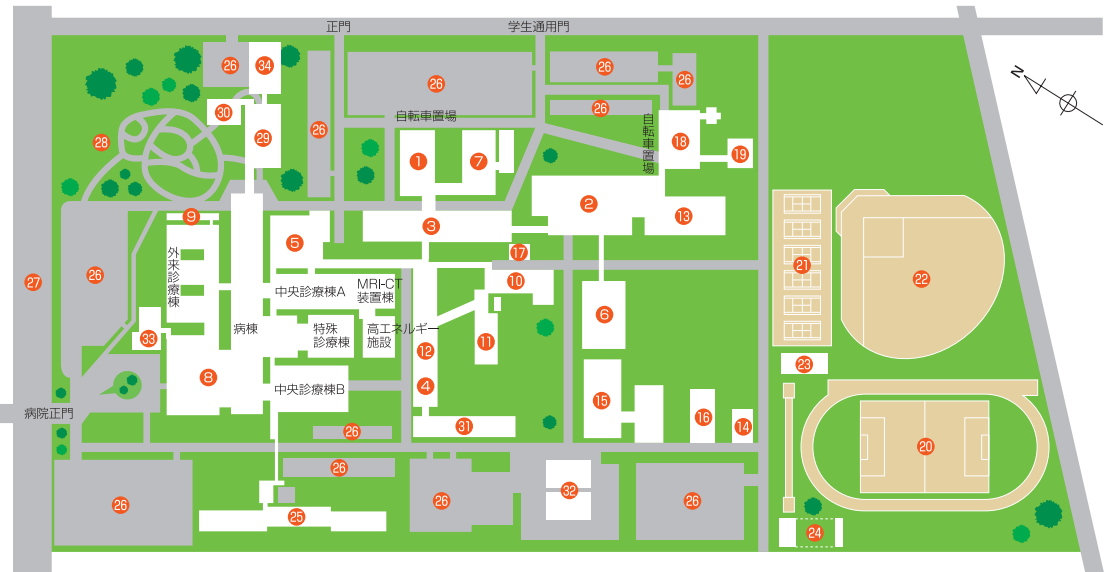 正門
学生通用門
N
26
34
26
26
26
30
29
26
26
28
自転車置場
自転車置場
1
7
18
19
9
5
3
2
13
21
22
27
26
外来診療棟
17
10
中央診療棟A
MRI-CT
装置棟
33
病棟
特殊
診療棟
高エネルギー
施設
12
11
6
8
中央診療棟B
4
15
16
14
23
20
病院正門
26
31
26
26
26
32
26
25
24